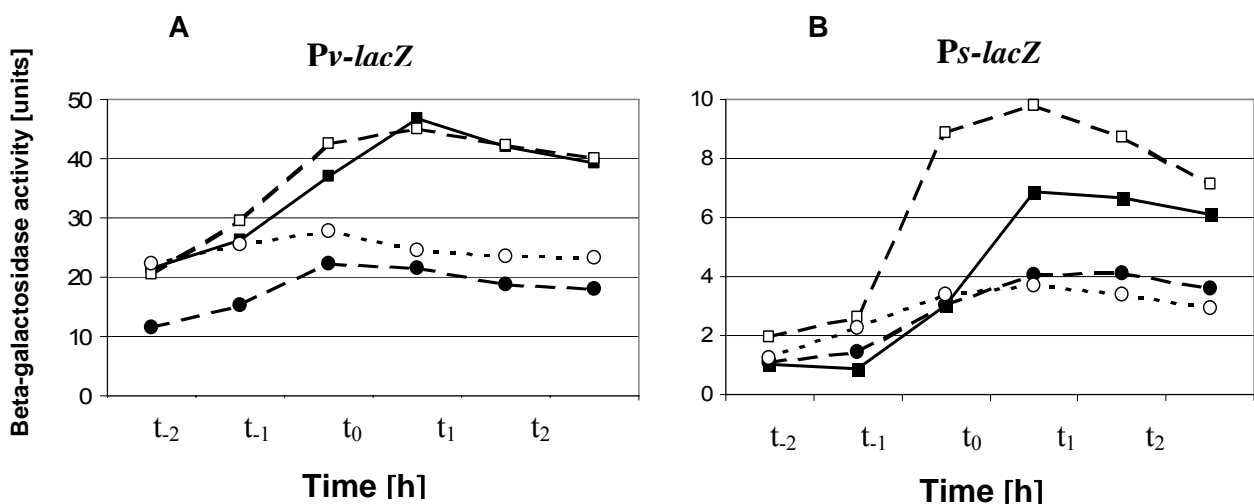 A
Pv-lacZ
Beta-galactosidase activity [units]
50
40
30
20
10
0
t-2 t-1 t0 t1 t2
Time [h]
B
Ps-lacZ
10
8
6
4
2
0
t-2 t-1 t0 t1 t2
Time [h]